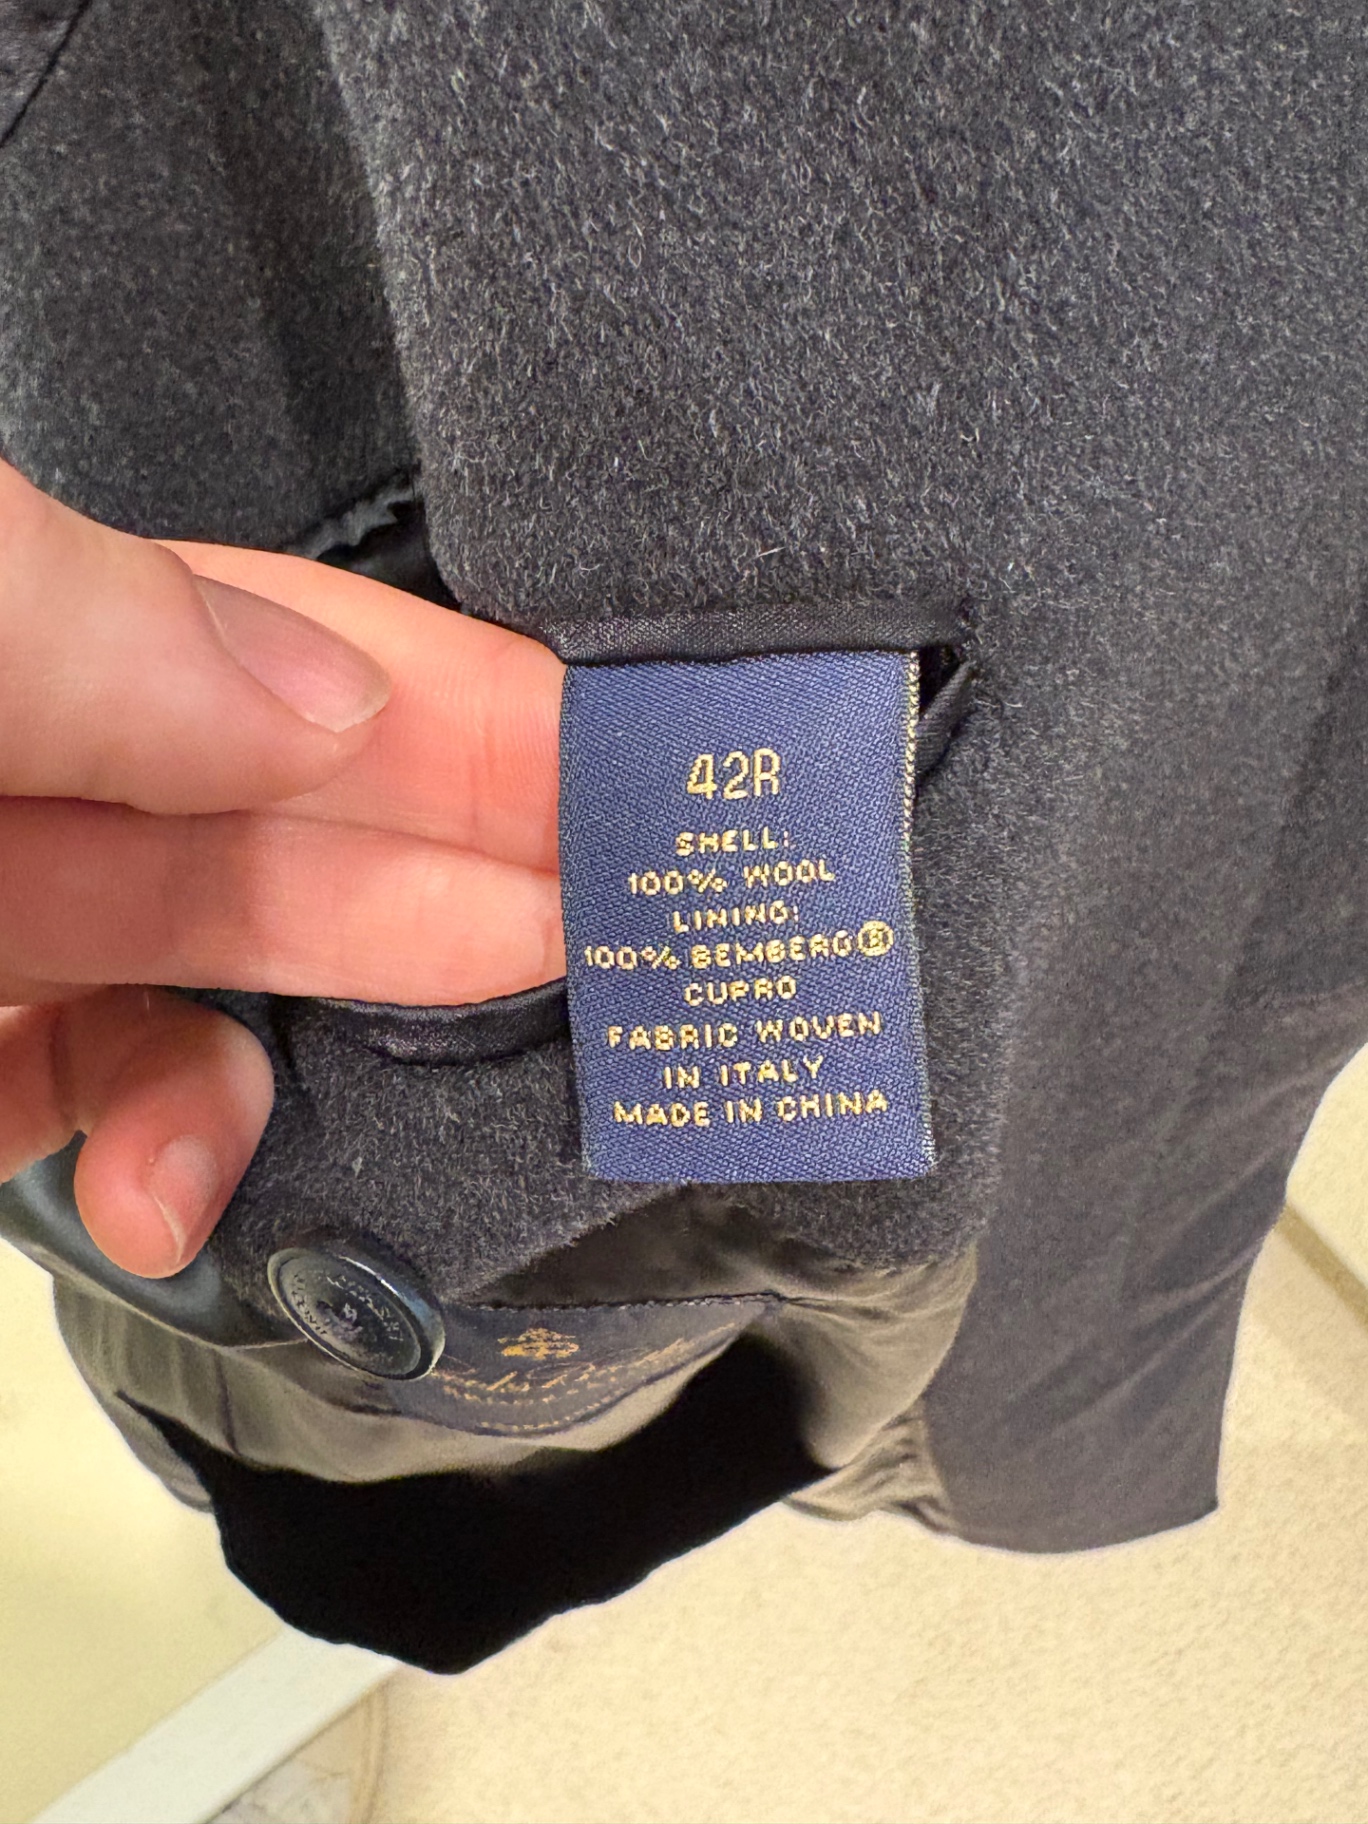 42R
SHELL:
100% WOOL
LINING:
100% BEMBERG®
CUPRO
FABRIC WOVEN
IN ITALY
MADE IN CHINA